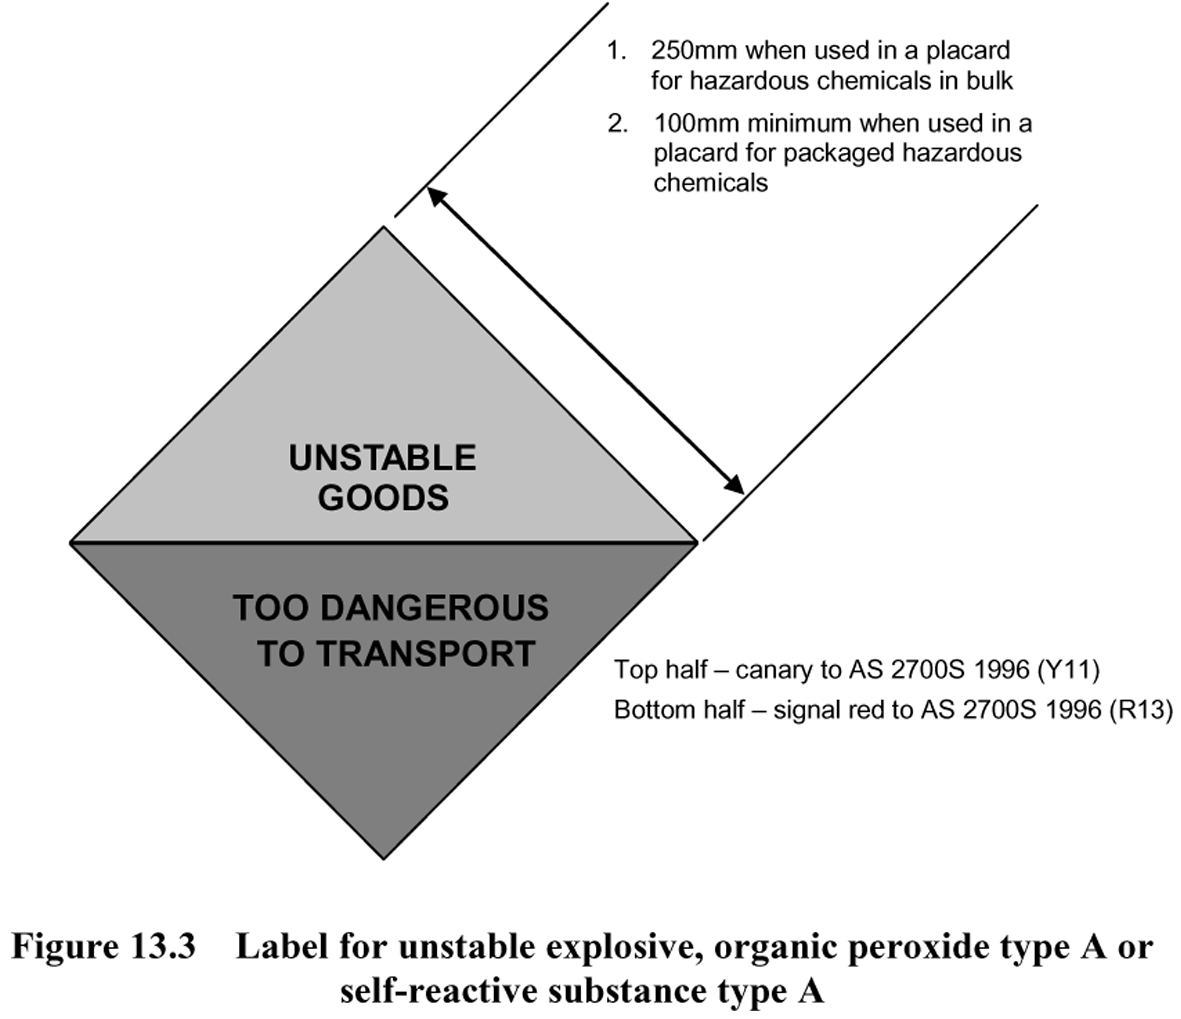 1. 250mm when used in a placard
for hazardous chemicals in bulk
2. 100mm minimum when used in a
placard for packaged hazardous
chemicals
UNSTABLE
GOODS
TOO DANGEROUS
TO TRANSPORT
Top half – canary to AS 2700S 1996 (Y11)
Bottom half – signal red to AS 2700S 1996 (R13)
Figure 13.3 Label for unstable explosive, organic peroxide type A or
self-reactive substance type A